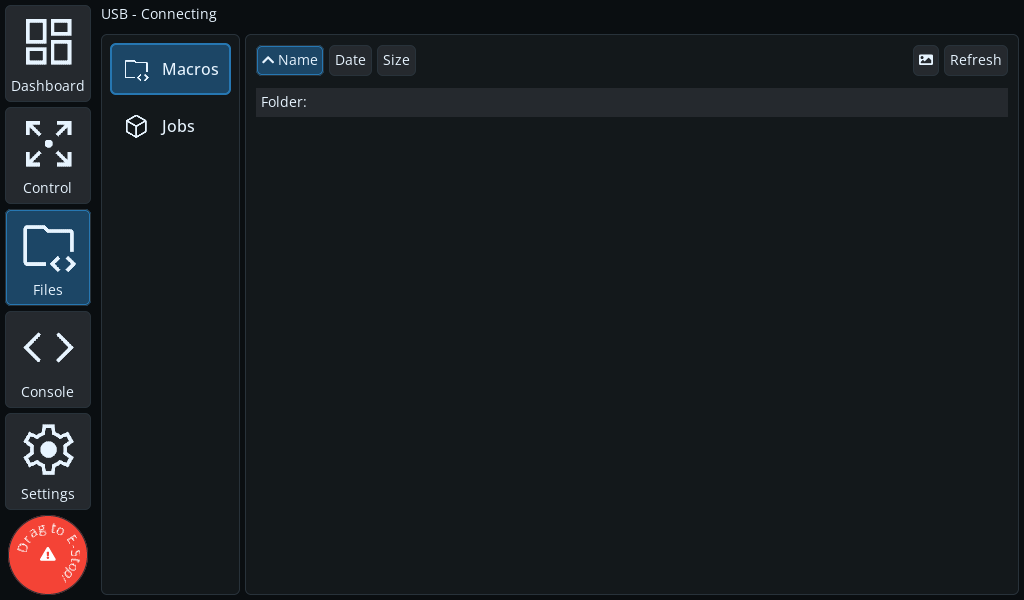 USB - Connecting
Dashboard
Control
Files
Console
Settings
Drag to E-Stop!
Macros
Jobs
Name
Date
Size
Refresh
Folder: